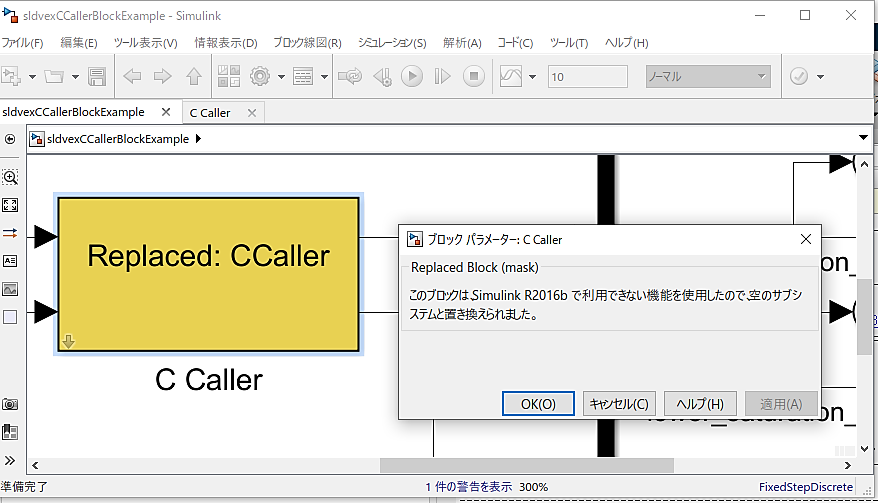 sldvexCCallerBlockExample - Simulink
ファイル(F) 編集(E) ツール表示(V) 情報表示(D) ブロック線図(R) シミュレーション(S) 解析(A) コード(C) ツール(T) ヘルプ(H)
10 ノーマル
sldvexCCallerBlockExample C Caller
sldvexCCallerBlockExample
Replaced: CCaller
C Caller
ブロック パラメーター: C Caller
Replaced Block (mask)
このブロックは、Simulink R2016b で利用できない機能を使用したので、空のサブシ
ステムと置き換えられました。
OK(O) キャンセル(C) ヘルプ(H) 適用(A)
準備完了 1 件の警告を表示 300% FixedStepDiscrete